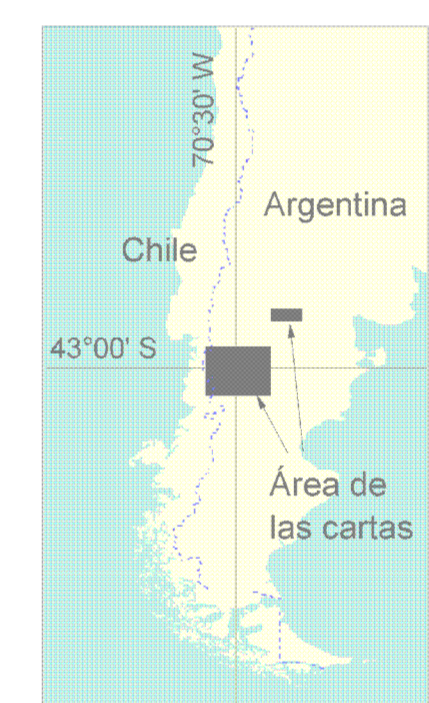 70°30' W
Argentina
Chile
43°00' S
Área de
las cartas